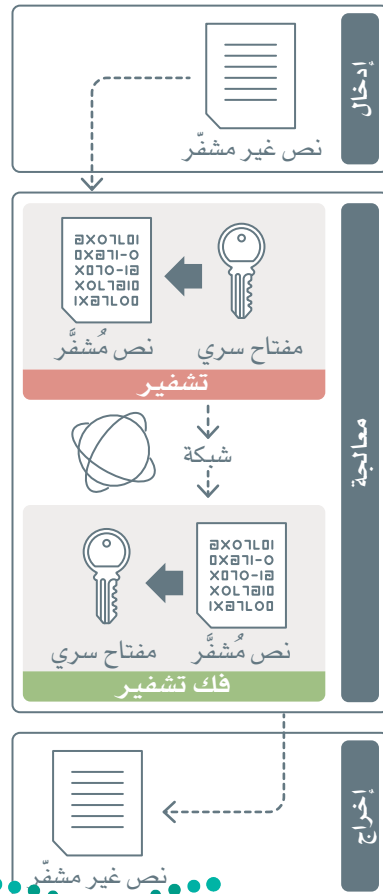 إدخال
نص غير مشفّر
معالجة
مفتاح سري
نص مُشفَّر
تشفير
شبكة
نص مُشفَّر
مفتاح سري
فك تشفير
إخراج
نص غير مشفّر